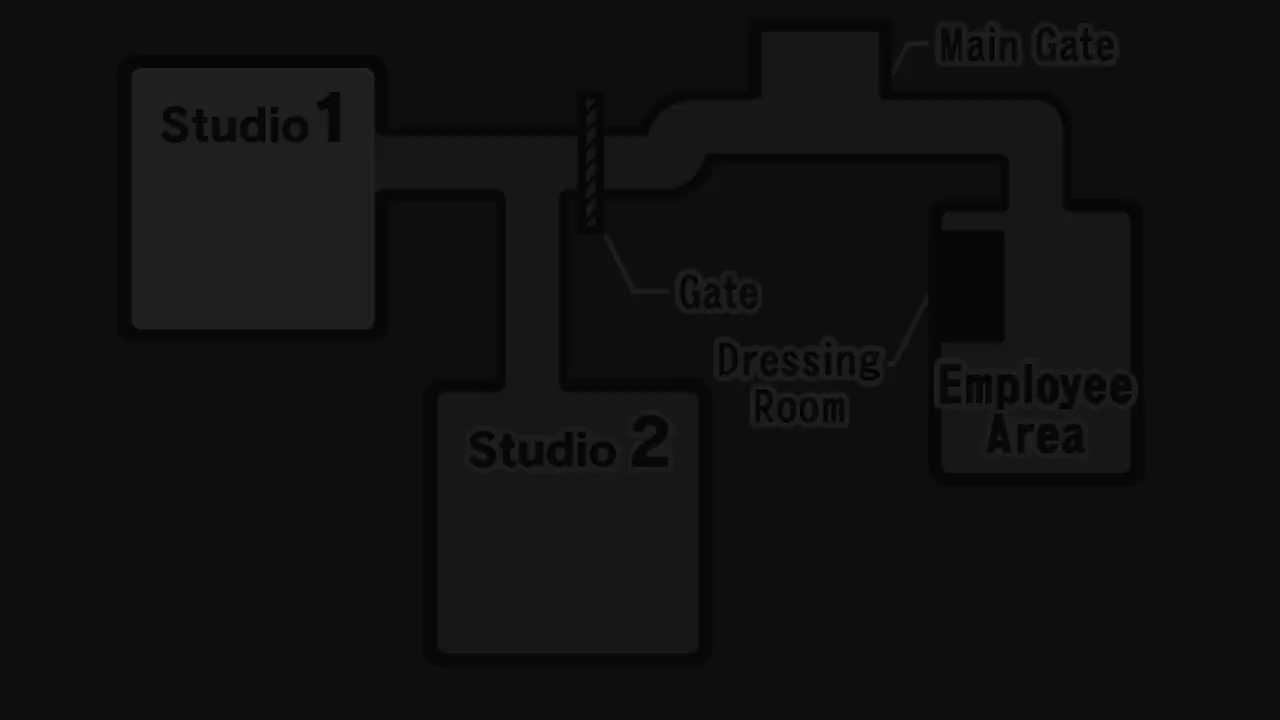 Main Gate
Studio 1
Gate
Dressing
Room
Employee
Area
Studio 2